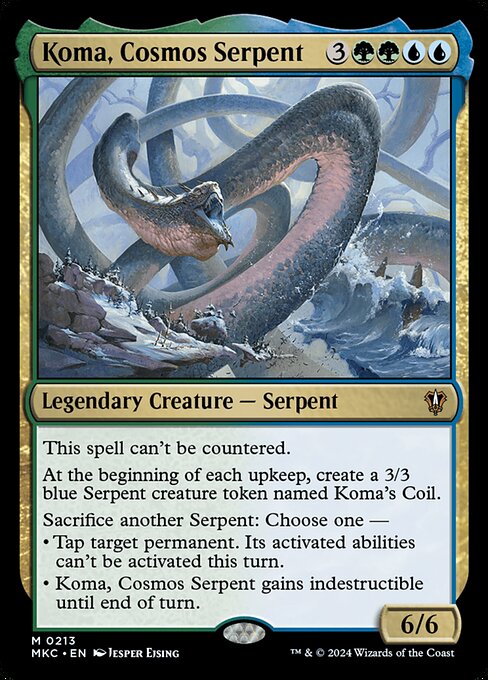 Koma, Cosmos Serpent 3
Legendary Creature — Serpent
This spell can't be countered.
At the beginning of each upkeep, create a 3/3
blue Serpent creature token named Koma's Coil.
Sacrifice another Serpent: Choose one —
• Tap target permanent. Its activated abilities
can't be activated this turn.
• Koma, Cosmos Serpent gains indestructible
until end of turn.
6/6
M 0213
MKC • EN Jesper Eising
™ & © 2024 Wizards of the Coast